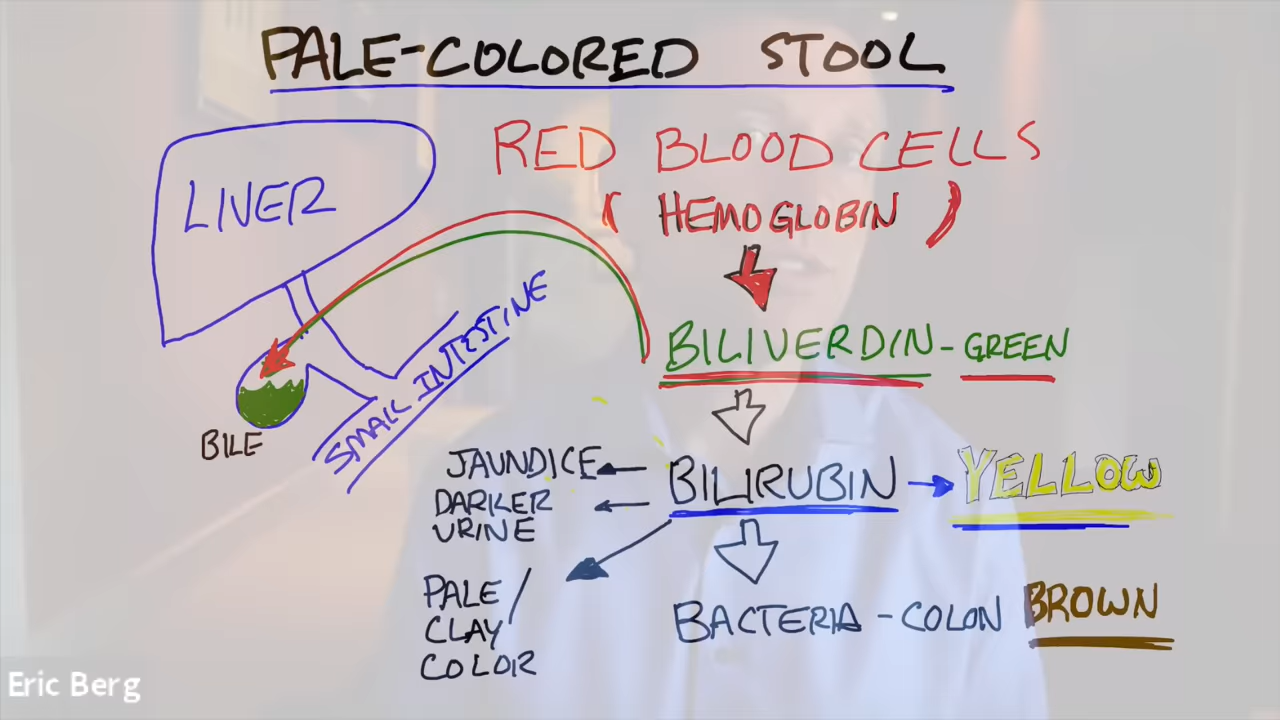 PALE-COLORED STOOL
RED BLOOD CELLS
LIVER
( HEMOGLOBIN )
SMALL INTESTINE
BILIVERDIN - GREEN
BILE
JAUNDICE
BILIRUBIN
YELLOW
DARKER
URINE
PALE /
CLAY
COLOR
BACTERIA - COLON BROWN
Eric Berg